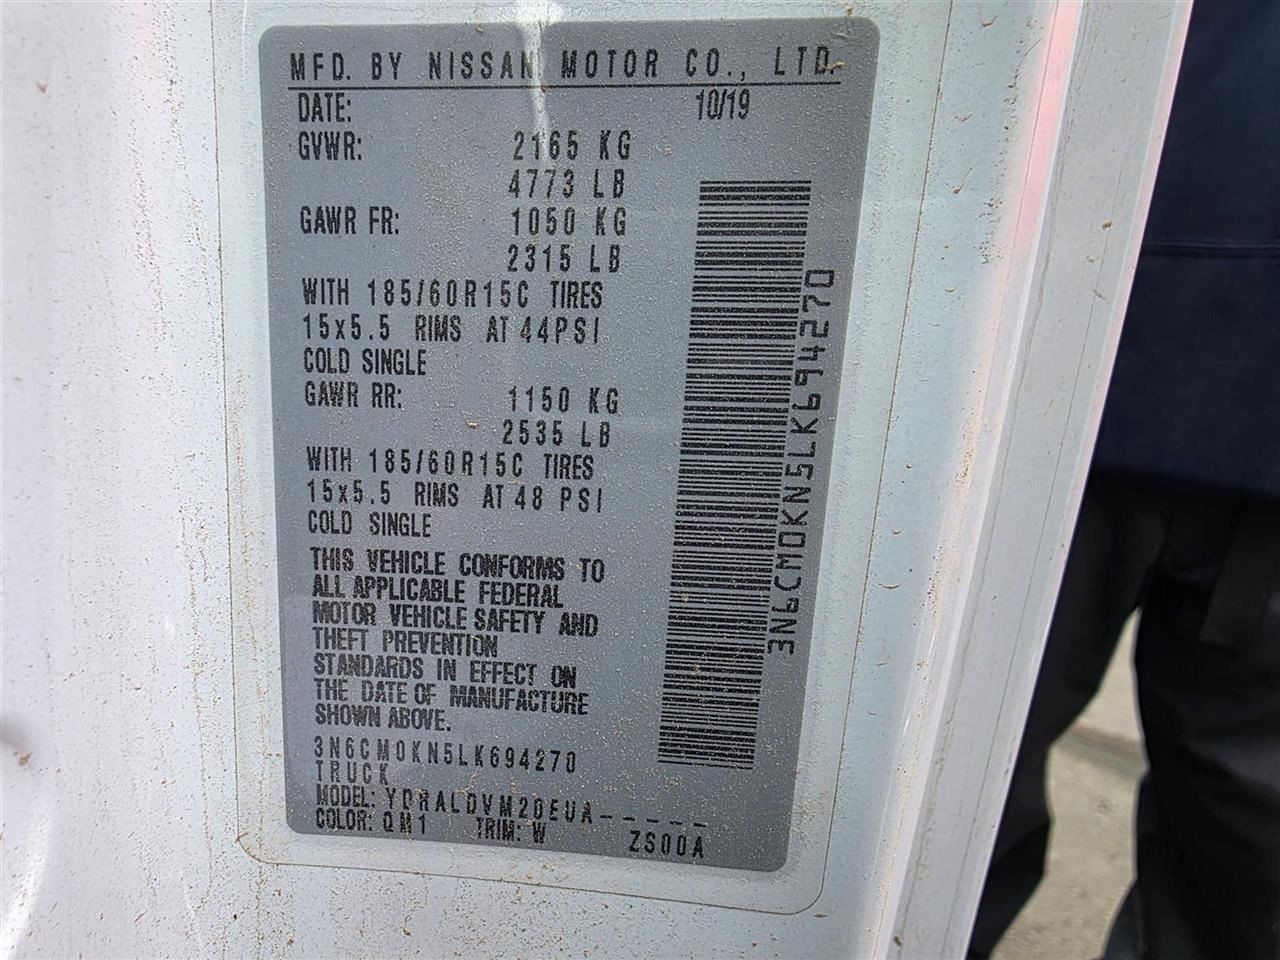 MFD. BY NISSAN MOTOR CO., LTD.
DATE: 10/19
GVWR: 2165 KG
4773 LB
GAWR FR: 1050 KG
2315 LB
WITH 185/60R15C TIRES
15x5.5 RIMS AT 44PSI
COLD SINGLE
GAWR RR: 1150 KG
2535 LB
WITH 185/60R15C TIRES
15x5.5 RIMS AT 48 PSI
COLD SINGLE
THIS VEHICLE CONFORMS TO
ALL APPLICABLE FEDERAL
MOTOR VEHICLE SAFETY AND
THEFT PREVENTION
STANDARDS IN EFFECT ON
THE DATE OF MANUFACTURE
SHOWN ABOVE.
3N6CM0KN5LK694270
TRUCK
MODEL: YDRALDVM20EUA-----
COLOR: QM1 TRIM: W ZS00A
3N6CM0KN5LK694270